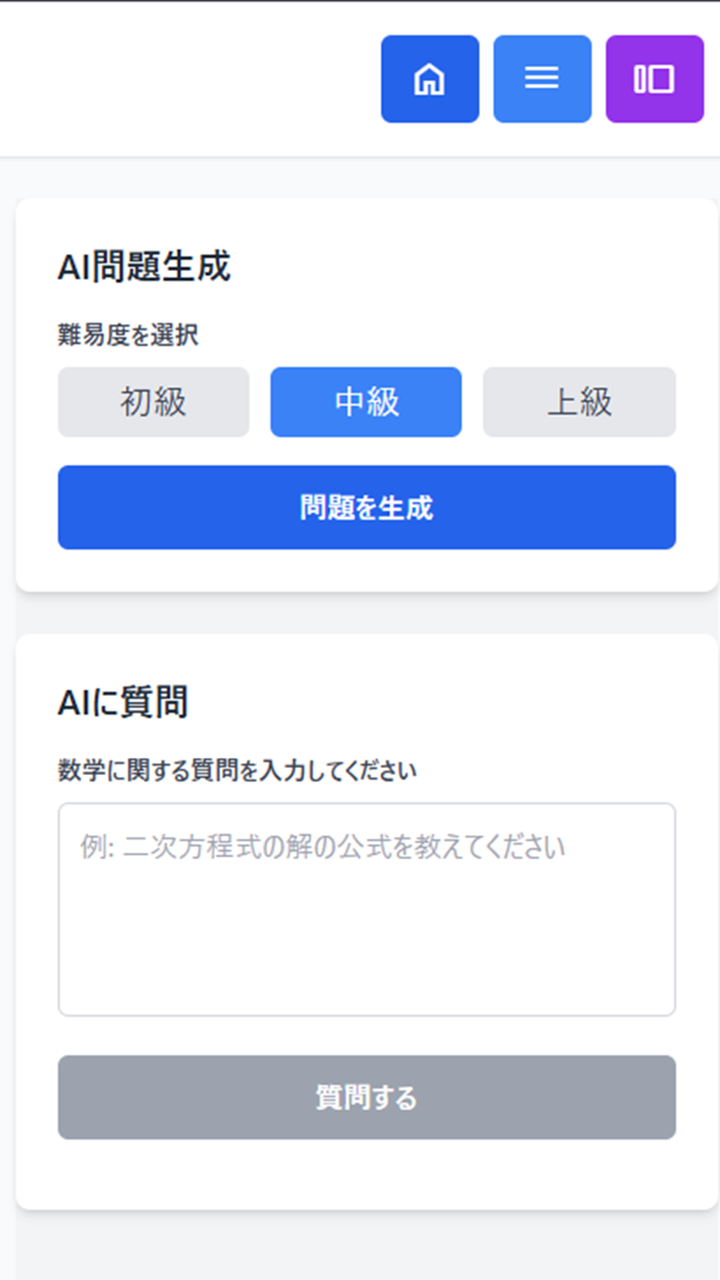 AI問題生成
難易度を選択
初級
中級
上級
問題を生成
AIに質問
数学に関する質問を入力してください
例: 二次方程式の解の公式を教えてください
質問する